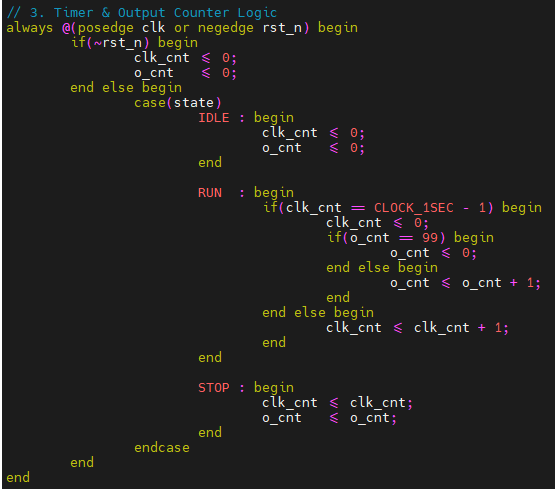 // 3. Timer & Output Counter Logic
always @(posedge clk or negedge rst_n) begin
        if(~rst_n) begin
                clk_cnt <= 0;
                o_cnt   <= 0;
        end else begin
                case(state)
                        IDLE : begin
                                clk_cnt <= 0;
                                o_cnt   <= 0;
                        end

                        RUN  : begin
                                if(clk_cnt == CLOCK_1SEC - 1) begin
                                        clk_cnt <= 0;
                                        if(o_cnt == 99) begin
                                                o_cnt <= 0;
                                        end else begin
                                                o_cnt <= o_cnt + 1;
                                        end
                                end else begin
                                        clk_cnt <= clk_cnt + 1;
                                end
                        end

                        STOP : begin
                                clk_cnt <= clk_cnt;
                                o_cnt   <= o_cnt;
                        end
                endcase
        end
end